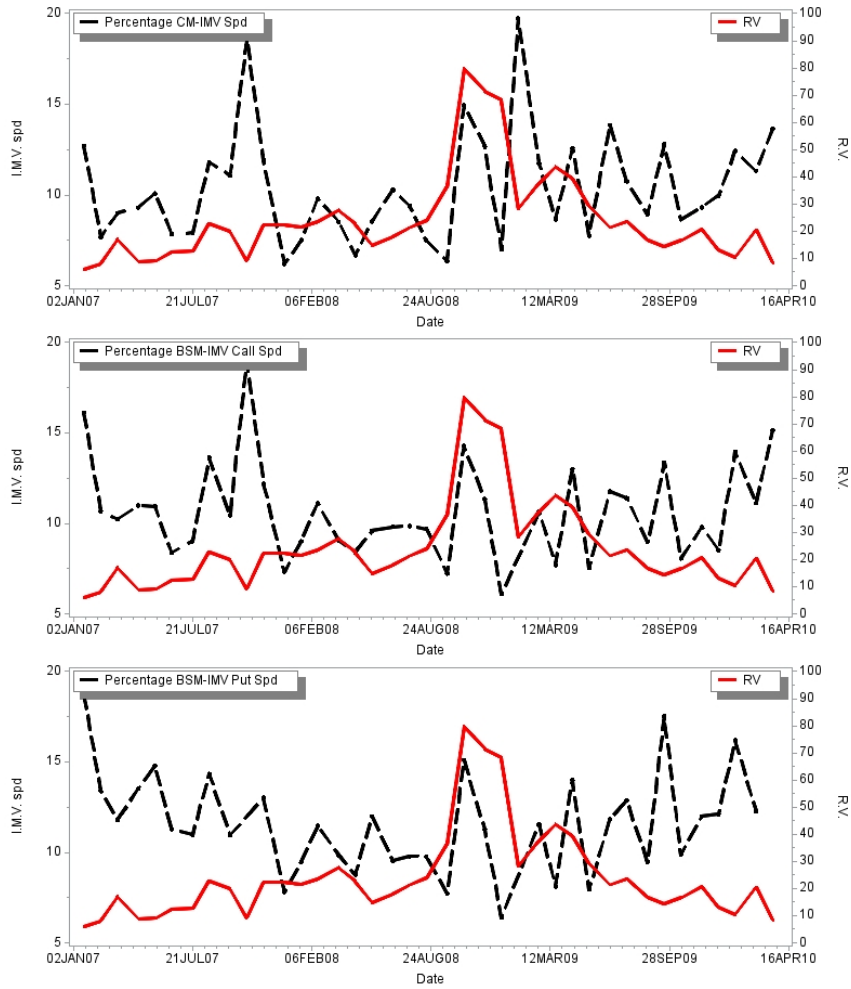 20 Percentage CM-IMV Spd RV 100
90
80
15 70
60
I.M.V. spd 50 R.V.
10 40
30
20
10
5 0
02JAN07 21JUL07 06FEB08 24AUG08 12MAR09 28SEP09 16APR10
Date
20 Percentage BSM-IMV Call Spd RV 100
90
80
15 70
60
I.M.V. spd 50 R.V.
10 40
30
20
10
5 0
02JAN07 21JUL07 06FEB08 24AUG08 12MAR09 28SEP09 16APR10
Date
20 Percentage BSM-IMV Put Spd RV 100
90
80
15 70
60
I.M.V. spd 50 R.V.
10 40
30
20
10
5 0
02JAN07 21JUL07 06FEB08 24AUG08 12MAR09 28SEP09 16APR10
Date